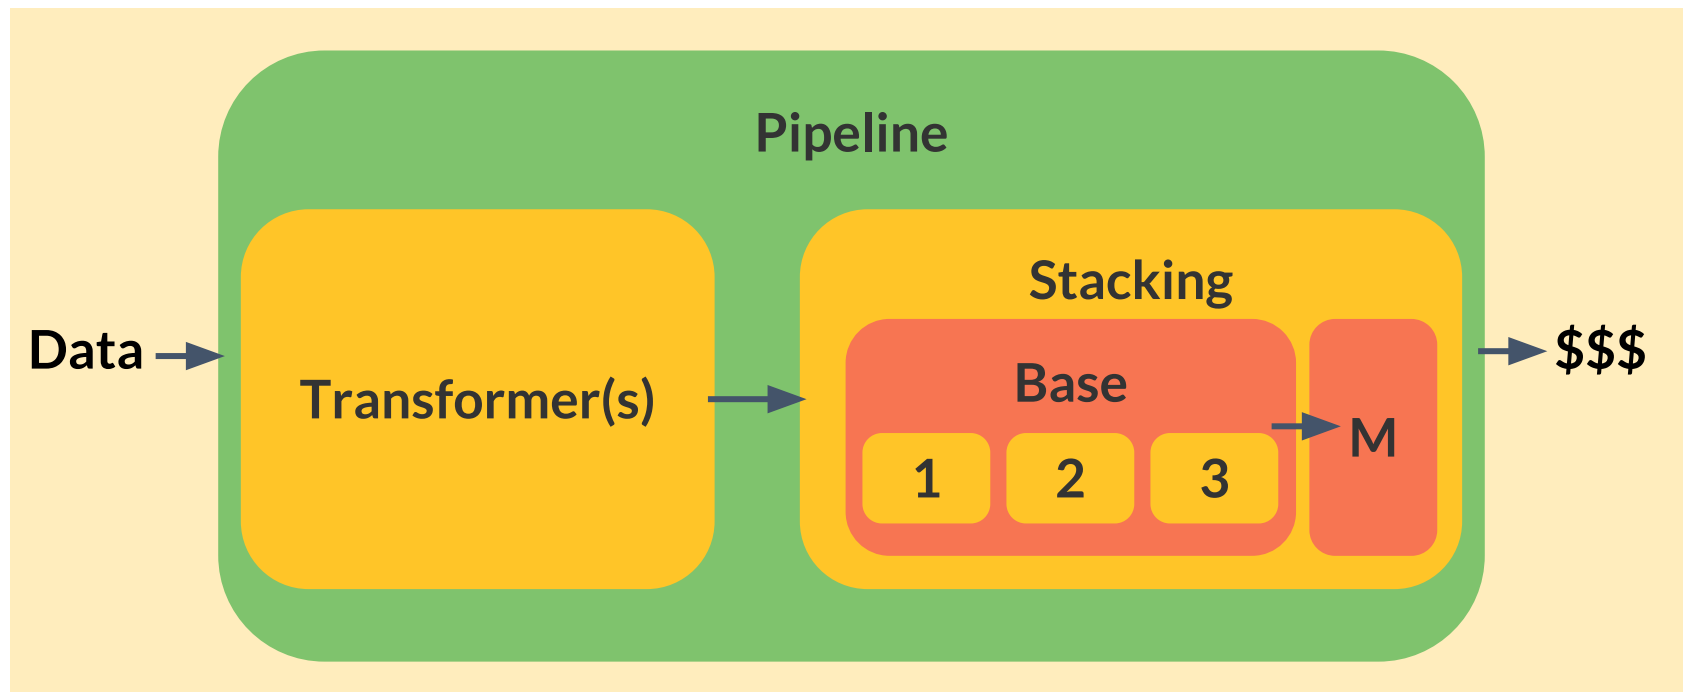 Pipeline
Data
Transformer(s)
Stacking
Base
1
2
3
M
$$$